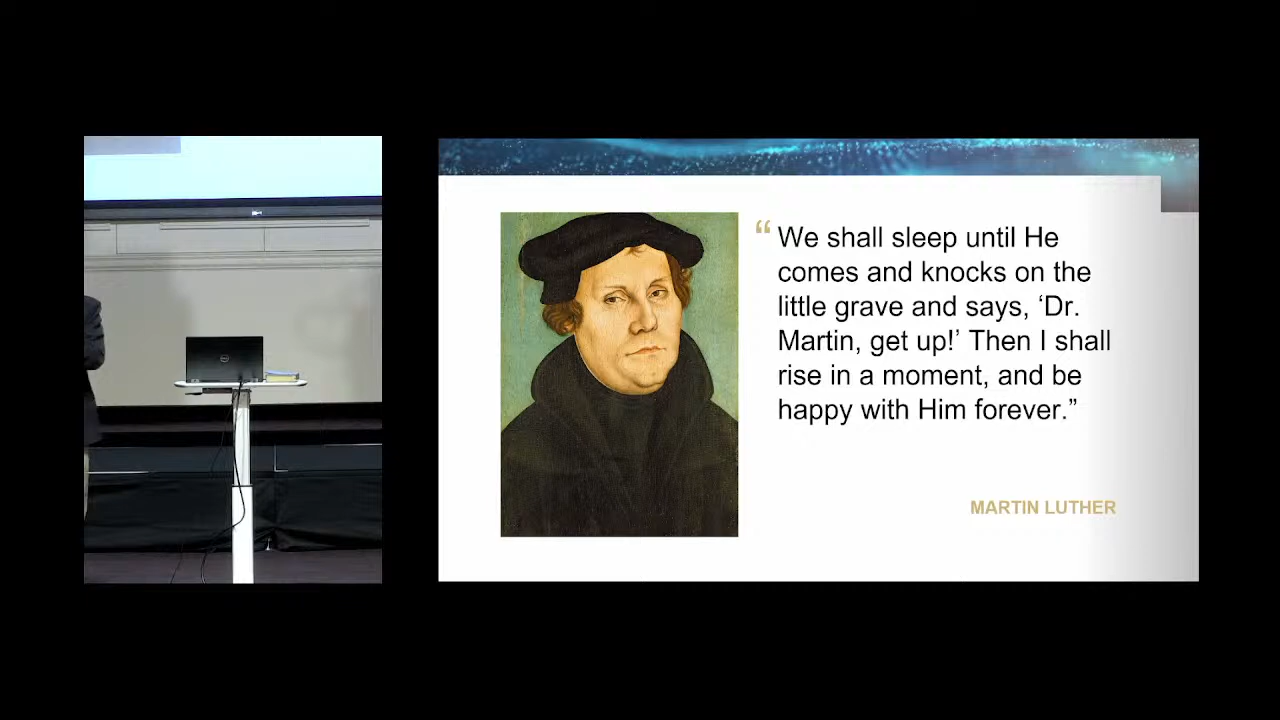 “ We shall sleep until He
comes and knocks on the
little grave and says, ‘Dr.
Martin, get up!’ Then I shall
rise in a moment, and be
happy with Him forever.”
MARTIN LUTHER